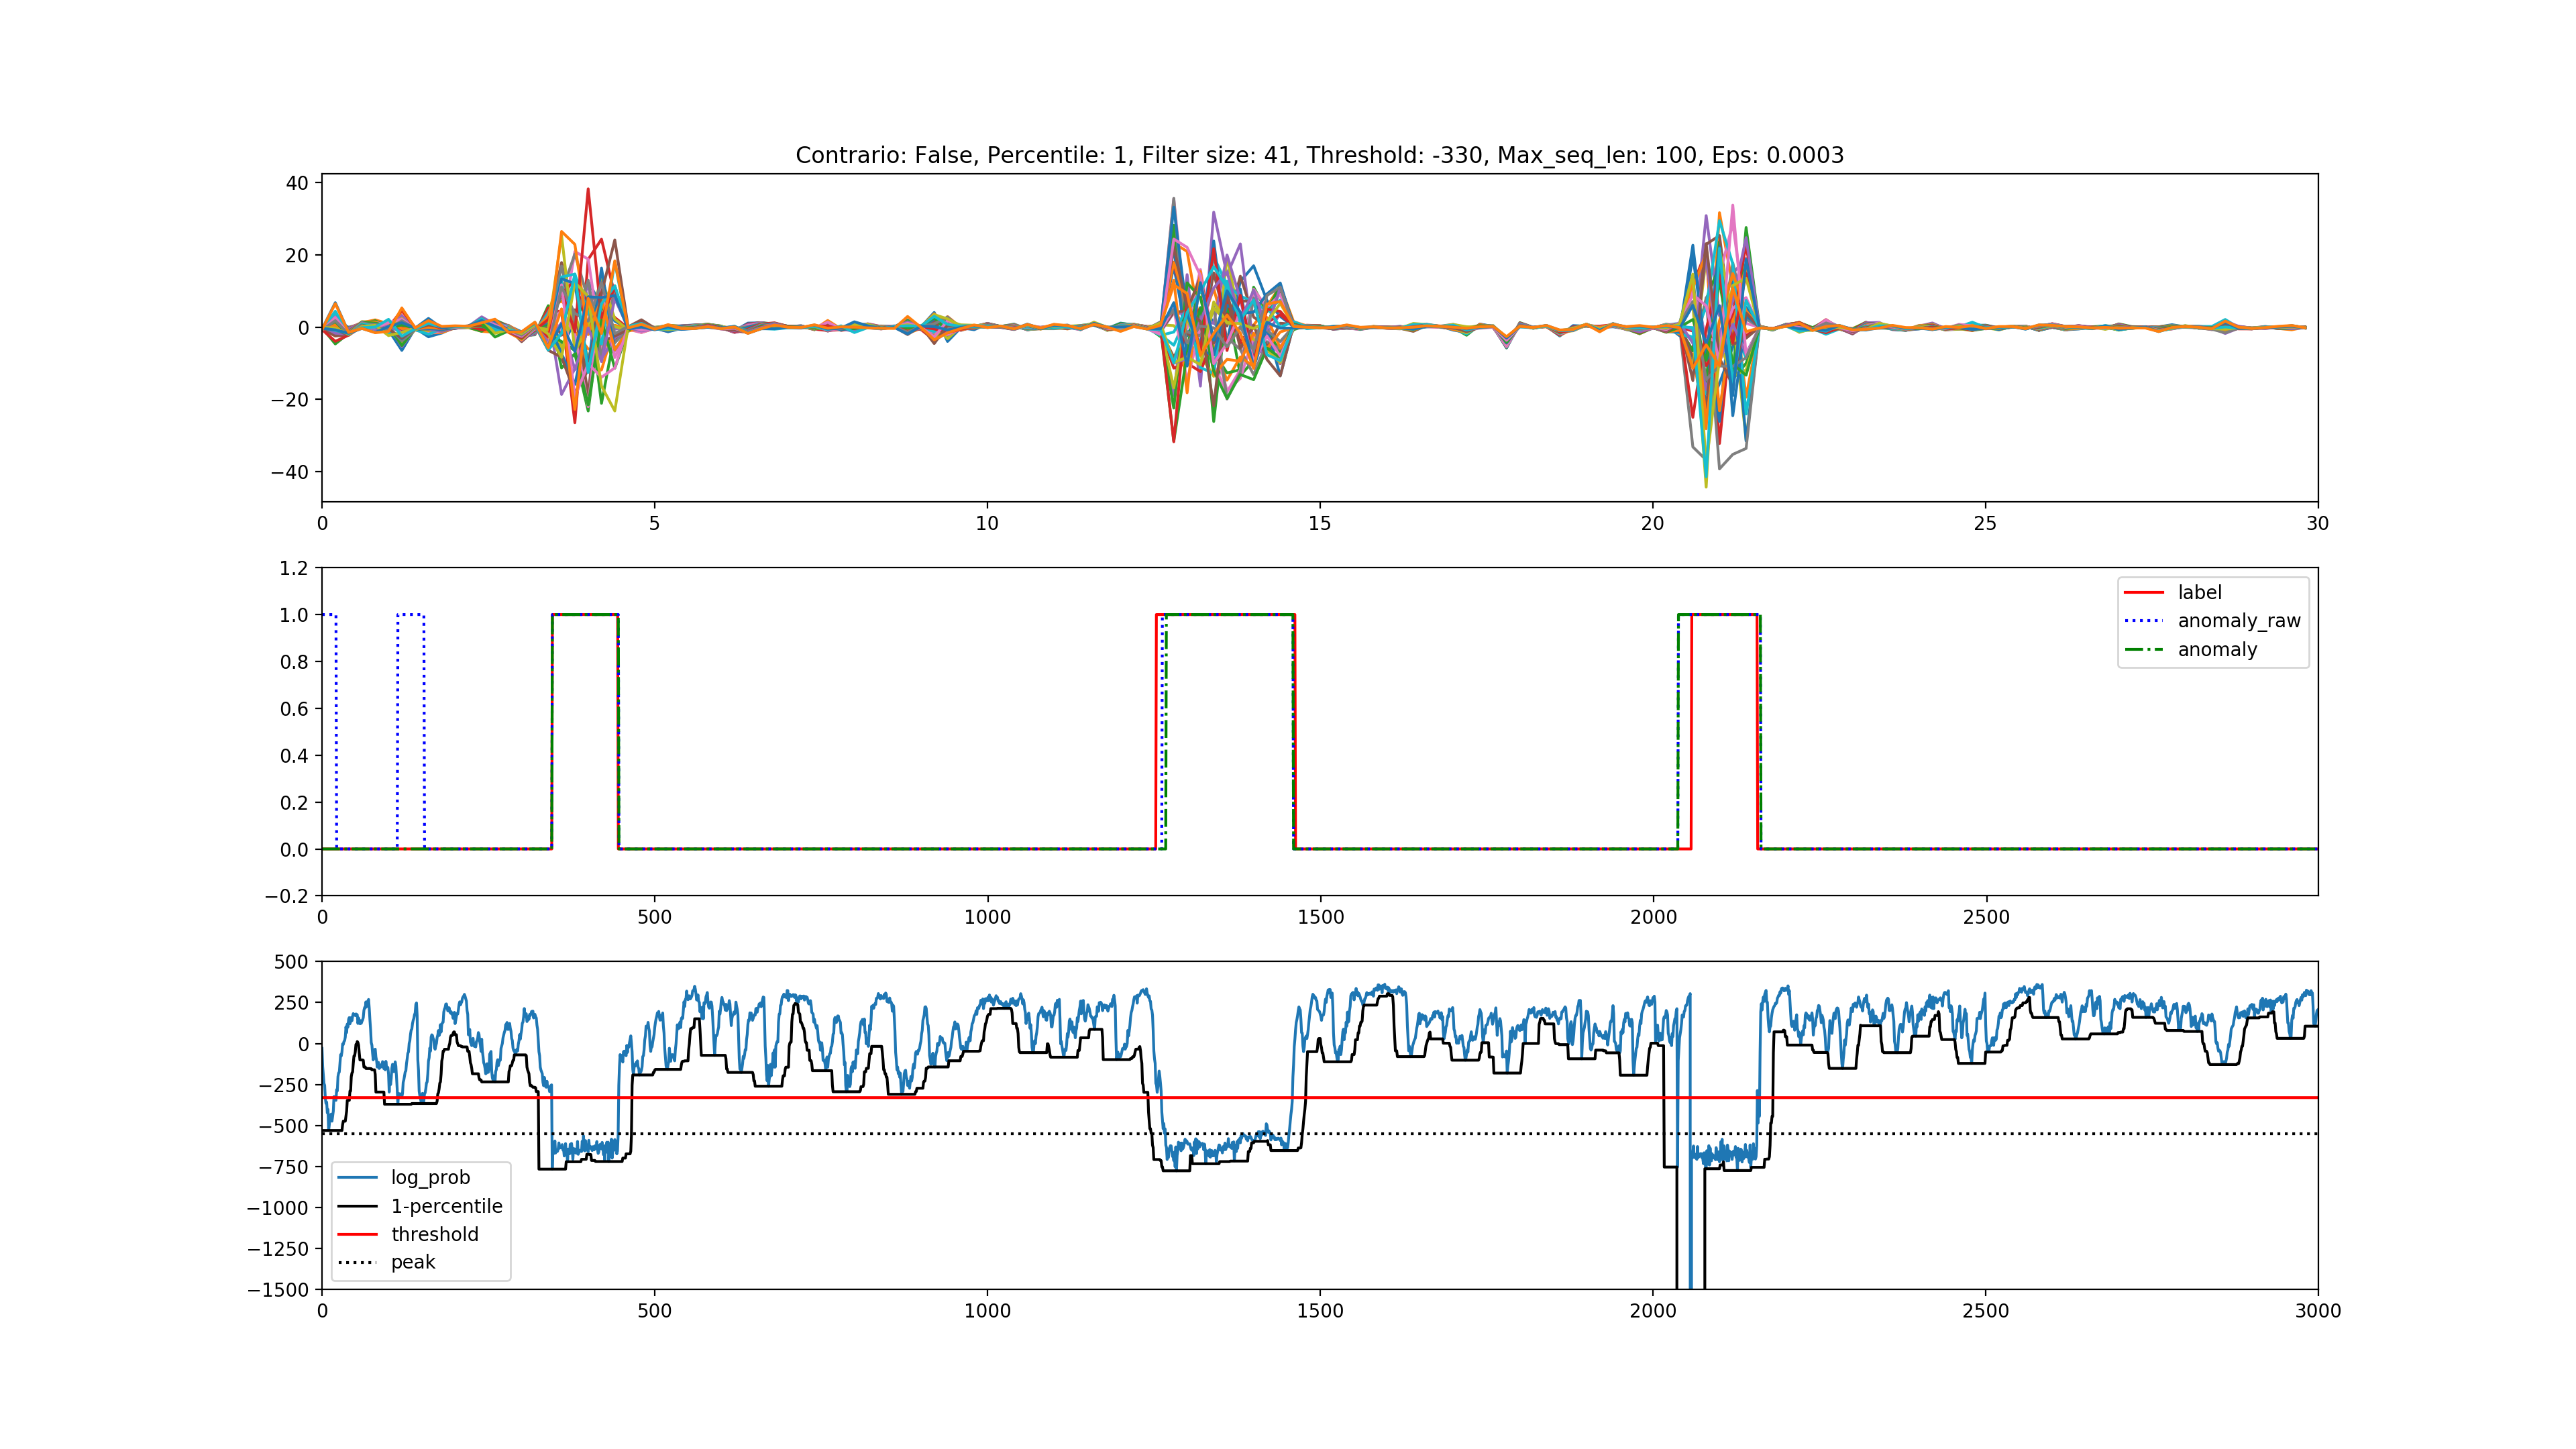 Contrario: False, Percentile: 1, Filter size: 41, Threshold: -330, Max_seq_len: 100, Eps: 0.0003
40
20
0
−20
−40
0 5 10 15 20 25 30
1.2
1.0
0.8
0.6
0.4
0.2
0.0
−0.2
label
anomaly_raw
anomaly
0 500 1000 1500 2000 2500
500
250
0
−250
−500
−750
−1000
−1250
−1500
log_prob
1-percentile
threshold
peak
0 500 1000 1500 2000 2500 3000